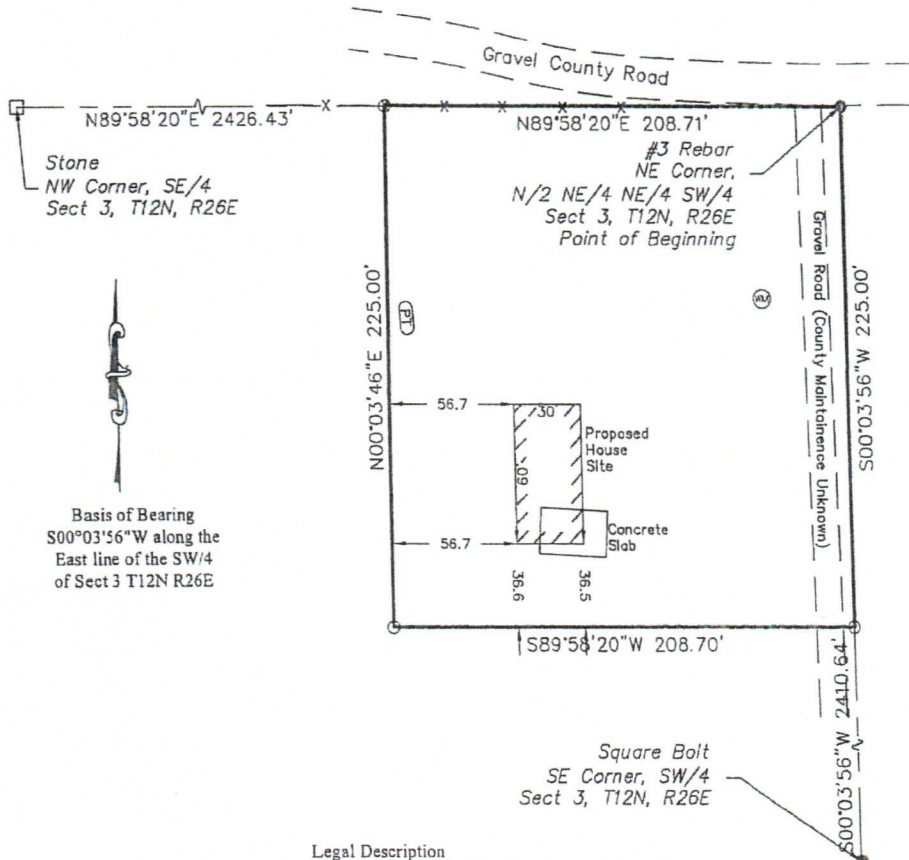 Gravel County Road
N89°58'20"E 2426.43'
N89°58'20"E 208.71'
Stone
NW Corner, SE/4
Sect 3, T12N, R26E
#3 Rebar
NE Corner,
N/2 NE/4 NE/4 SW/4
Sect 3, T12N, R26E
Point of Beginning
N00°03'46"E 225.00'
PT
Gravel Road (County Maintainence Unknown)
S00°03'56"W 225.00'
56.7
30
60'
Proposed
House
Site
Concrete
Slab
56.7
36.6
36.5
Basis of Bearing
S00°03'56"W along the
East line of the SW/4
of Sect 3 T12N R26E
S89°58'20"W 208.70'
S00°03'56"W 2410.64'
Square Bolt
SE Corner, SW/4
Sect 3, T12N, R26E
Legal Description